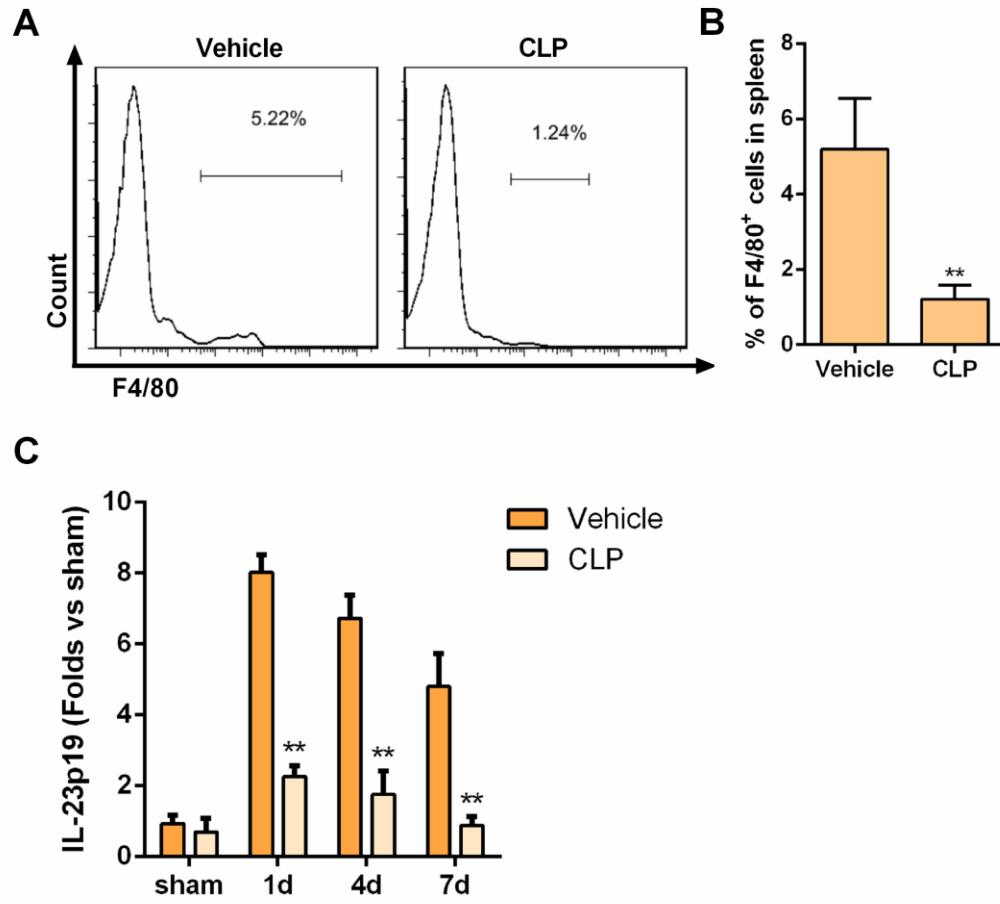 A
Vehicle
CLP
5.22%
1.24%
Count
F4/80
B
% of F4/80+ cells in spleen
8
6
4
2
0
**
Vehicle
CLP
C
IL-23p19 (Folds vs sham)
10
8
6
4
2
0
**
**
**
sham
1d
4d
7d
Vehicle
CLP